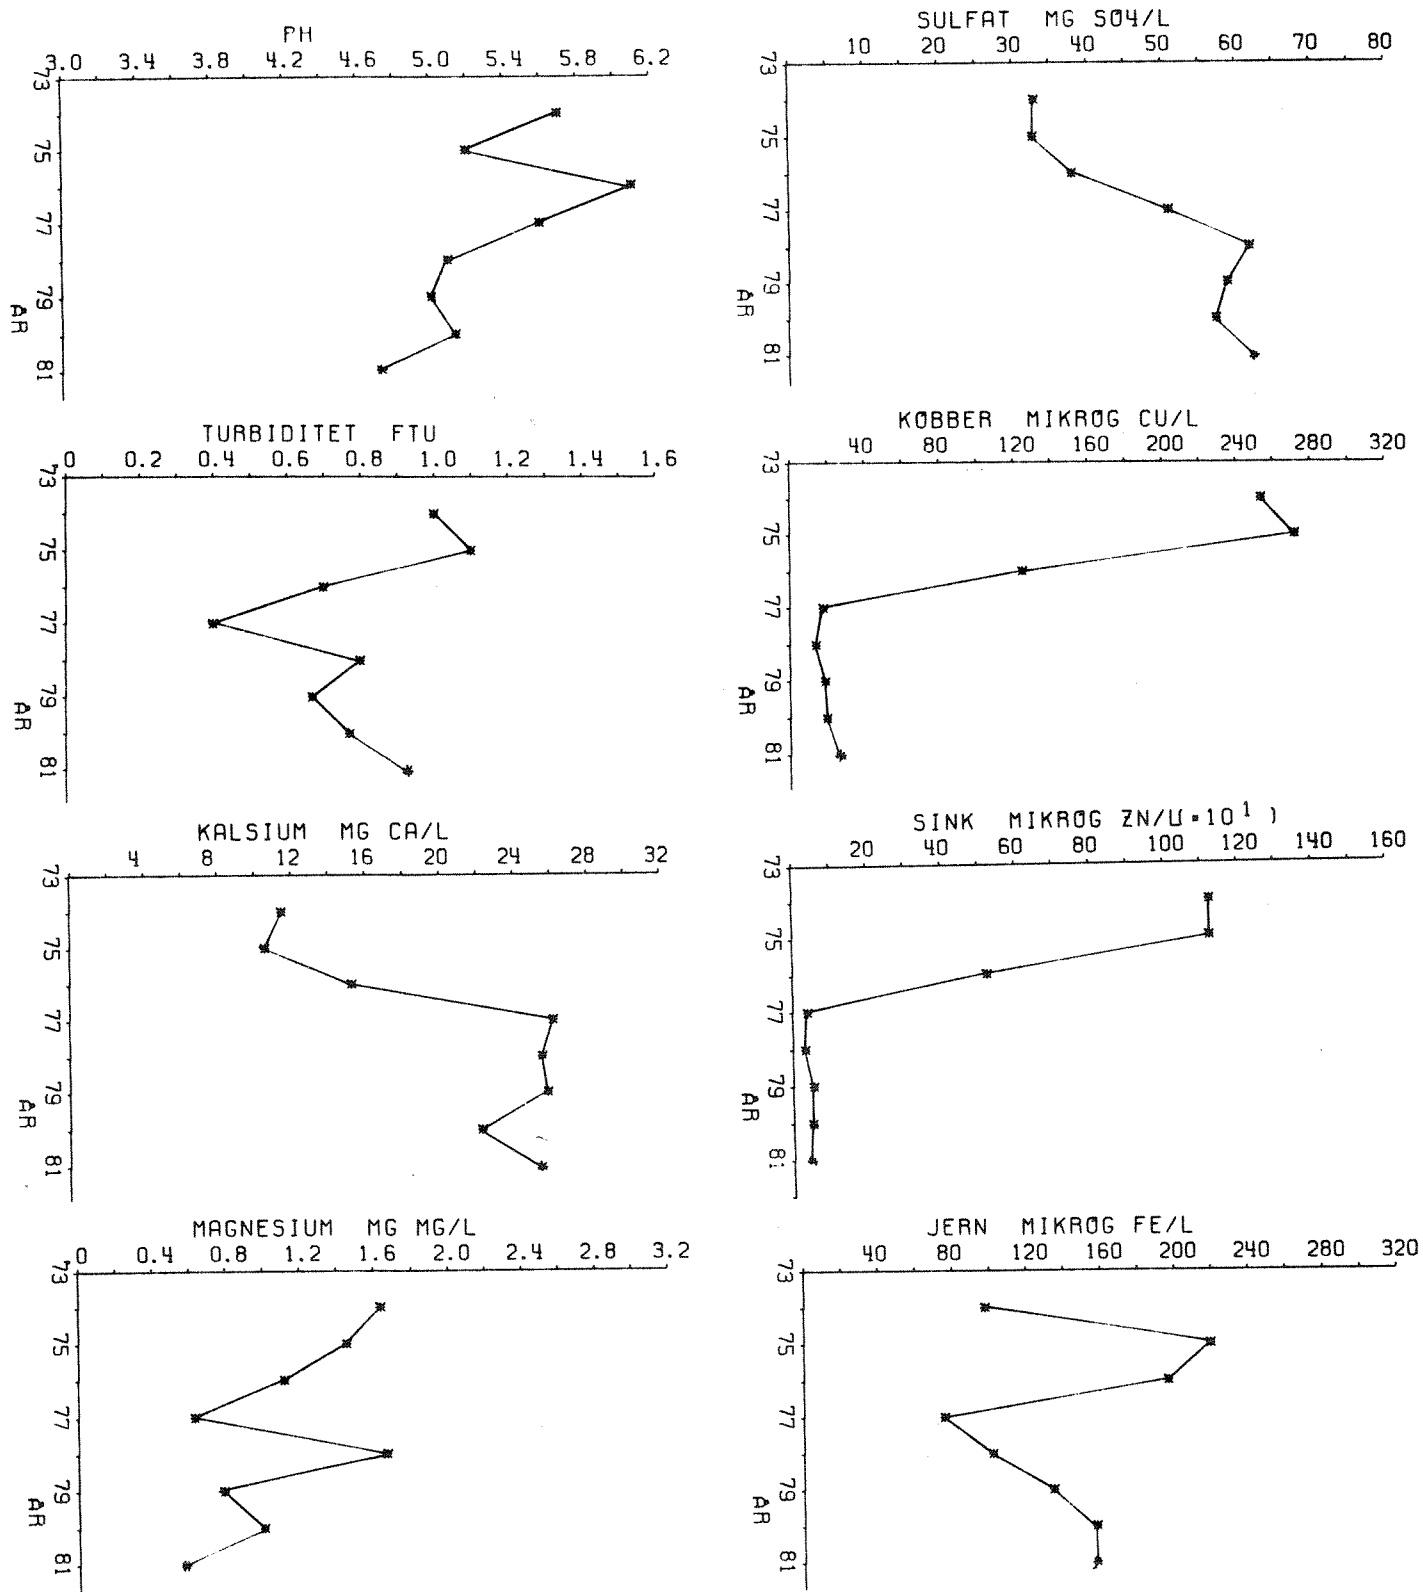 PH
3.0 3.4 3.8 4.2 4.6 5.0 5.4 5.8 6.2
73
75
77
79
81
ÅR
SULFAT MG SO4/L
10 20 30 40 50 60 70 80
73
75
77
79
81
ÅR
TURBIDITET FTU
0 0.2 0.4 0.6 0.8 1.0 1.2 1.4 1.6
73
75
77
79
81
ÅR
KOBBER MIKROG CU/L
40 80 120 160 200 240 280 320
73
75
77
79
81
ÅR
KALSIUM MG CA/L
4 8 12 16 20 24 28 32
73
75
77
79
81
ÅR
SINK MIKROG ZN/L(*10¹)
20 40 60 80 100 120 140 160
73
75
77
79
81
ÅR
MAGNESIUM MG MG/L
0 0.4 0.8 1.2 1.6 2.0 2.4 2.8 3.2
73
75
77
79
81
ÅR
JERN MIKROG FE/L
40 80 120 160 200 240 280 320
73
75
77
79
81
ÅR